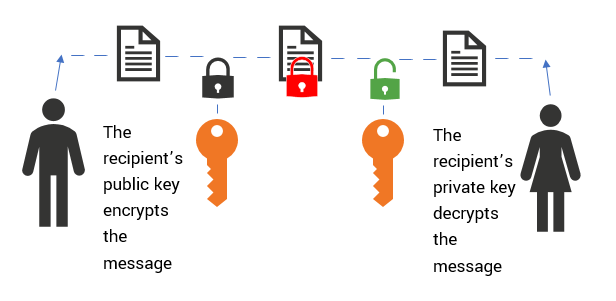 The
recipient's
public key
encrypts
the
message
The
recipient's
private key
decrypts
the
message